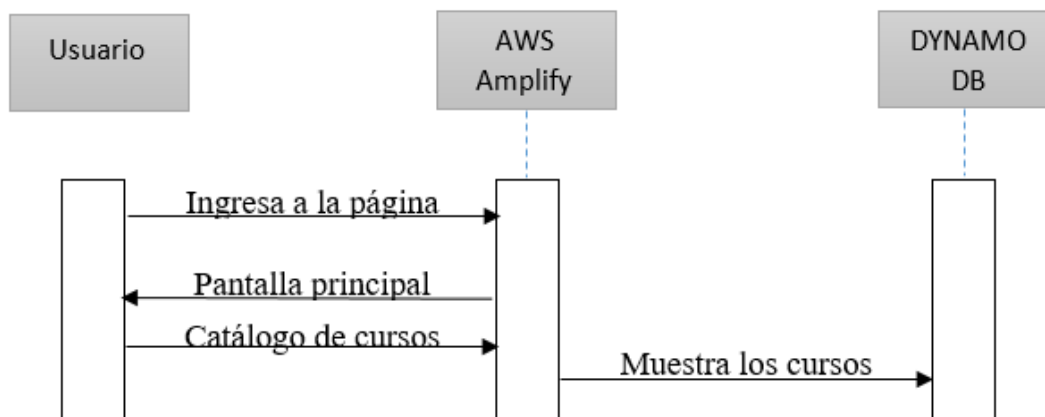 Usuario
AWS
Amplify
DYNAMO
DB
Ingresa a la página
Pantalla principal
Catálogo de cursos
Muestra los cursos